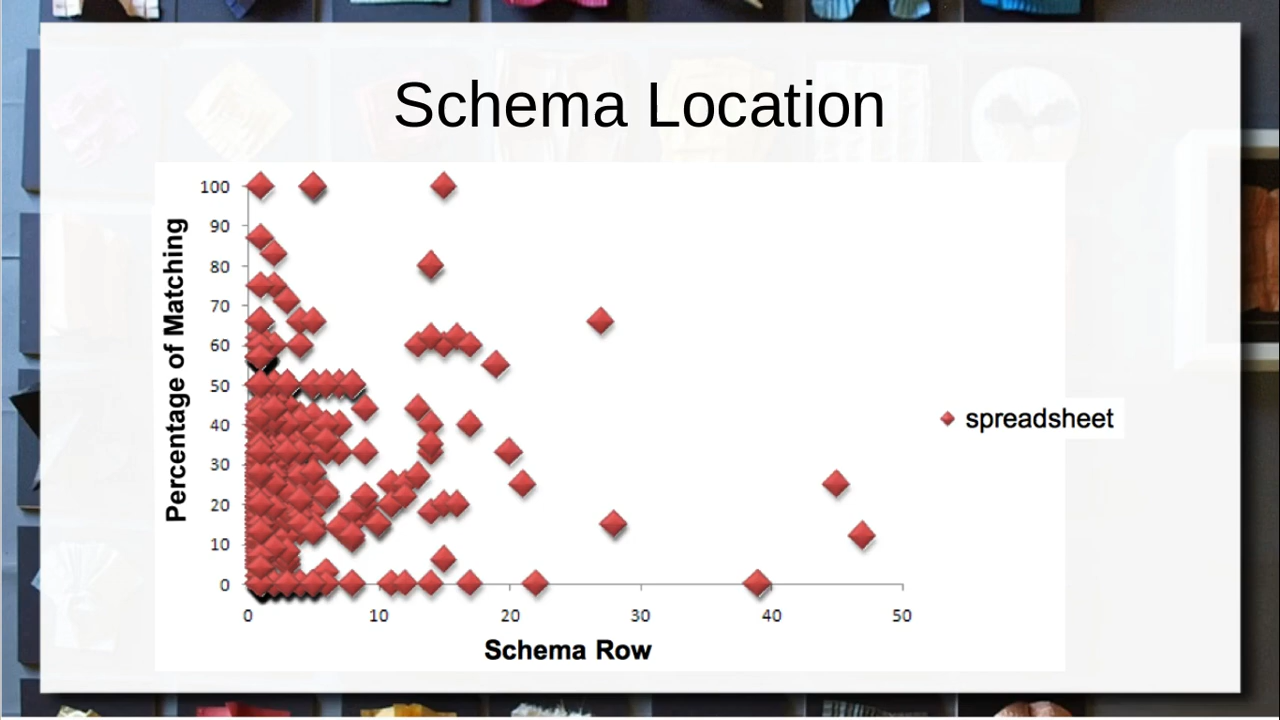 Schema Location
100
90
80
70
60
50
40
30
20
10
0
Percentage of Matching
0 10 20 30 40 50
Schema Row
spreadsheet